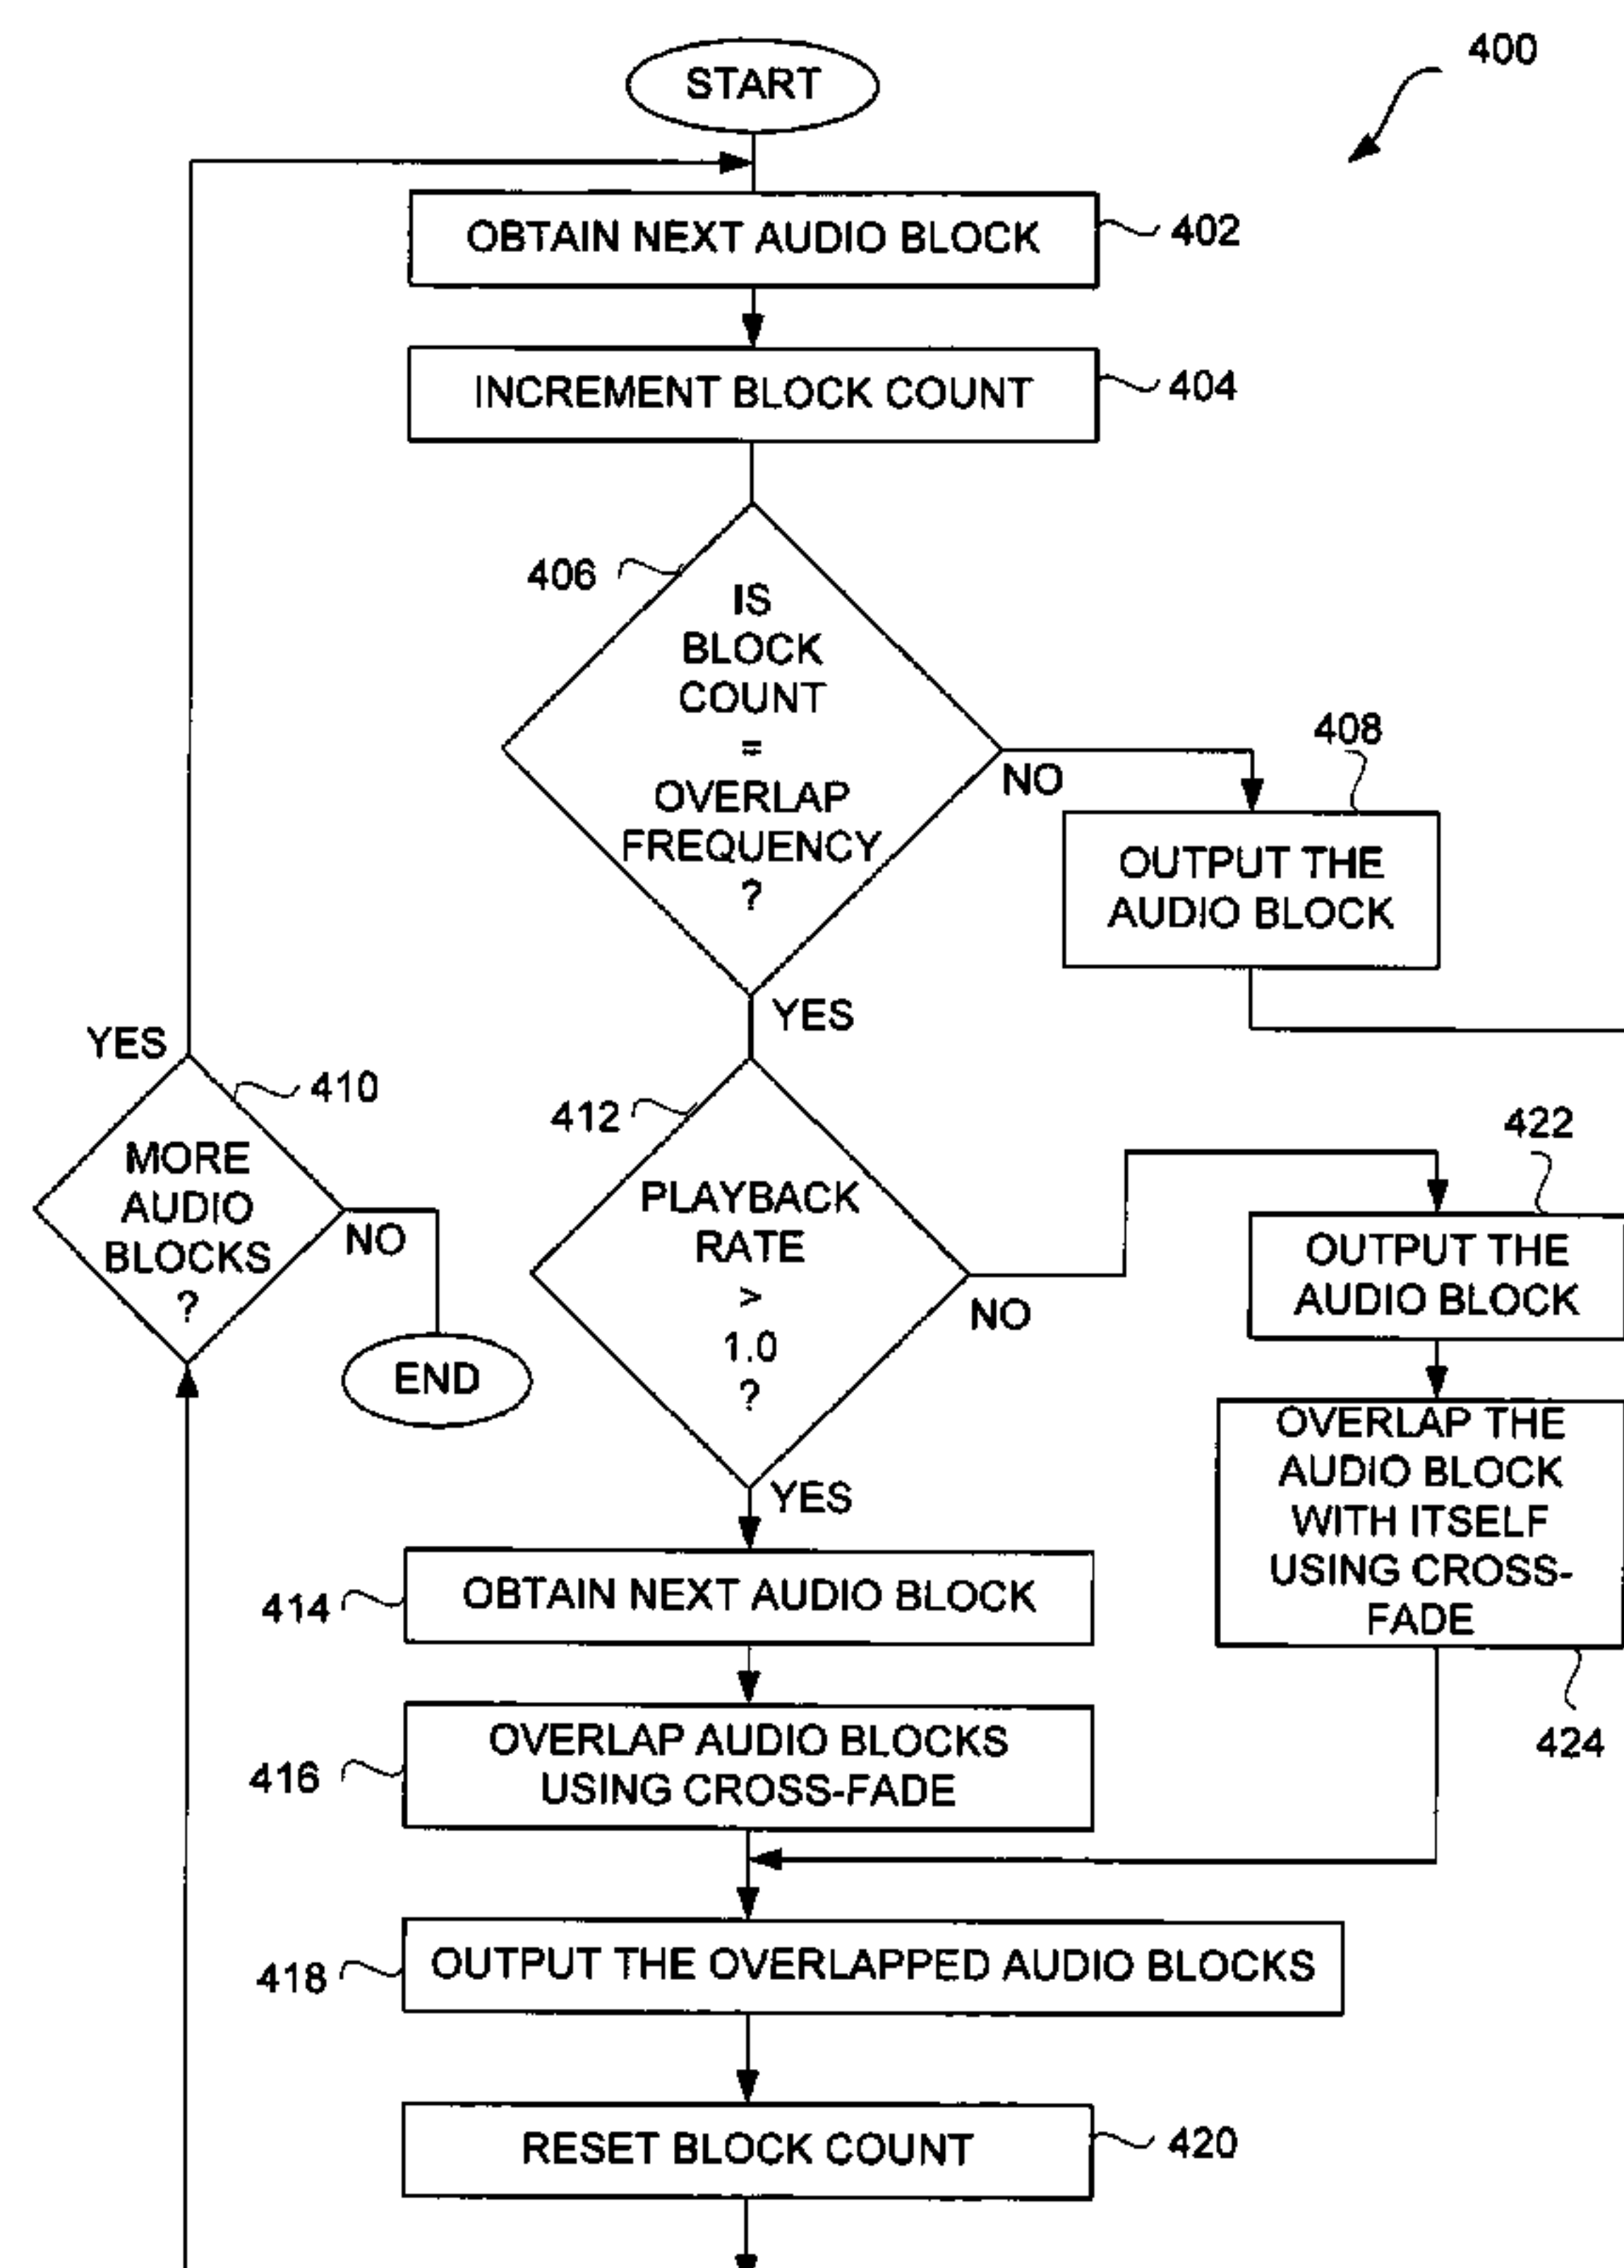 400
START
OBTAIN NEXT AUDIO BLOCK
402
INCREMENT BLOCK COUNT
404
406
IS
BLOCK
COUNT
=
OVERLAP
FREQUENCY
?
NO
YES
408
OUTPUT THE
AUDIO BLOCK
YES
410
MORE
AUDIO
BLOCKS
?
NO
END
412
PLAYBACK
RATE
>
1.0
?
NO
YES
422
OUTPUT THE
AUDIO BLOCK
OVERLAP THE
AUDIO BLOCK
WITH ITSELF
USING CROSS-
FADE
424
414
OBTAIN NEXT AUDIO BLOCK
416
OVERLAP AUDIO BLOCKS
USING CROSS-FADE
418
OUTPUT THE OVERLAPPED AUDIO BLOCKS
RESET BLOCK COUNT
420